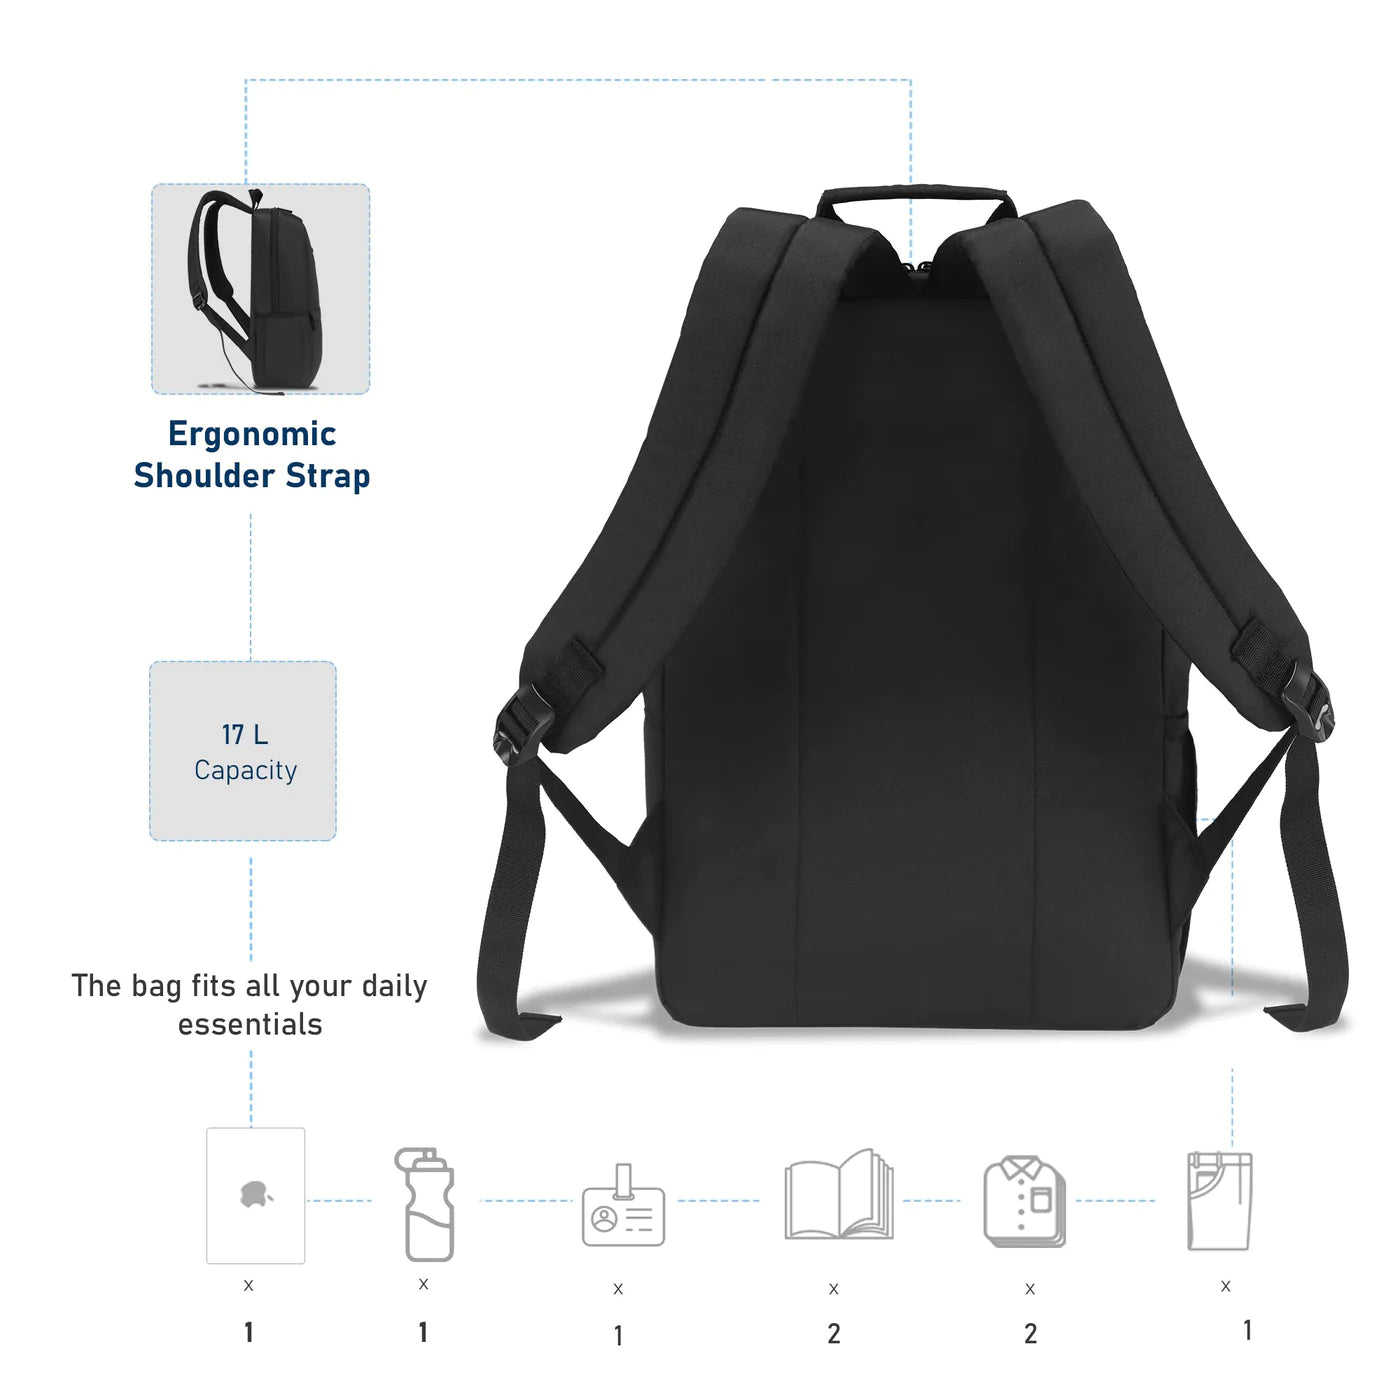 Ergonomic
Shoulder Strap
17 L
Capacity
The bag fits all your daily
essentials
x x x x x x
1 1 1 2 2 1